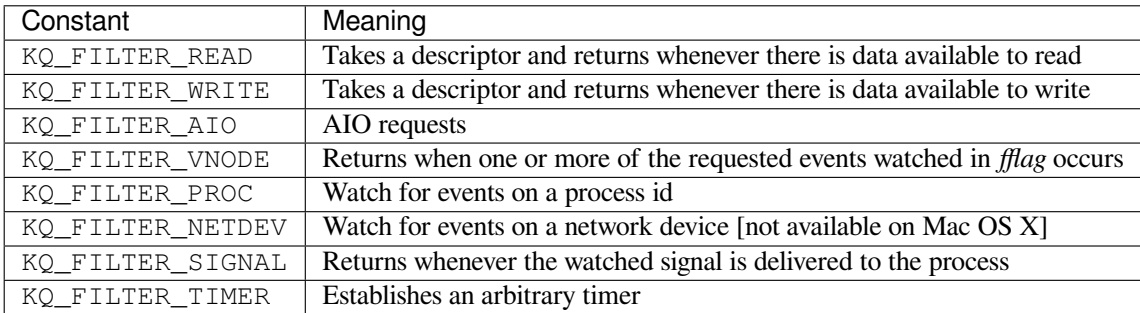 Constant Meaning
KQ_FILTER_READ Takes a descriptor and returns whenever there is data available to read
KQ_FILTER_WRITE Takes a descriptor and returns whenever there is data available to write
KQ_FILTER_AIO AIO requests
KQ_FILTER_VNODE Returns when one or more of the requested events watched in fflag occurs
KQ_FILTER_PROC Watch for events on a process id
KQ_FILTER_NETDEV Watch for events on a network device [not available on Mac OS X]
KQ_FILTER_SIGNAL Returns whenever the watched signal is delivered to the process
KQ_FILTER_TIMER Establishes an arbitrary timer